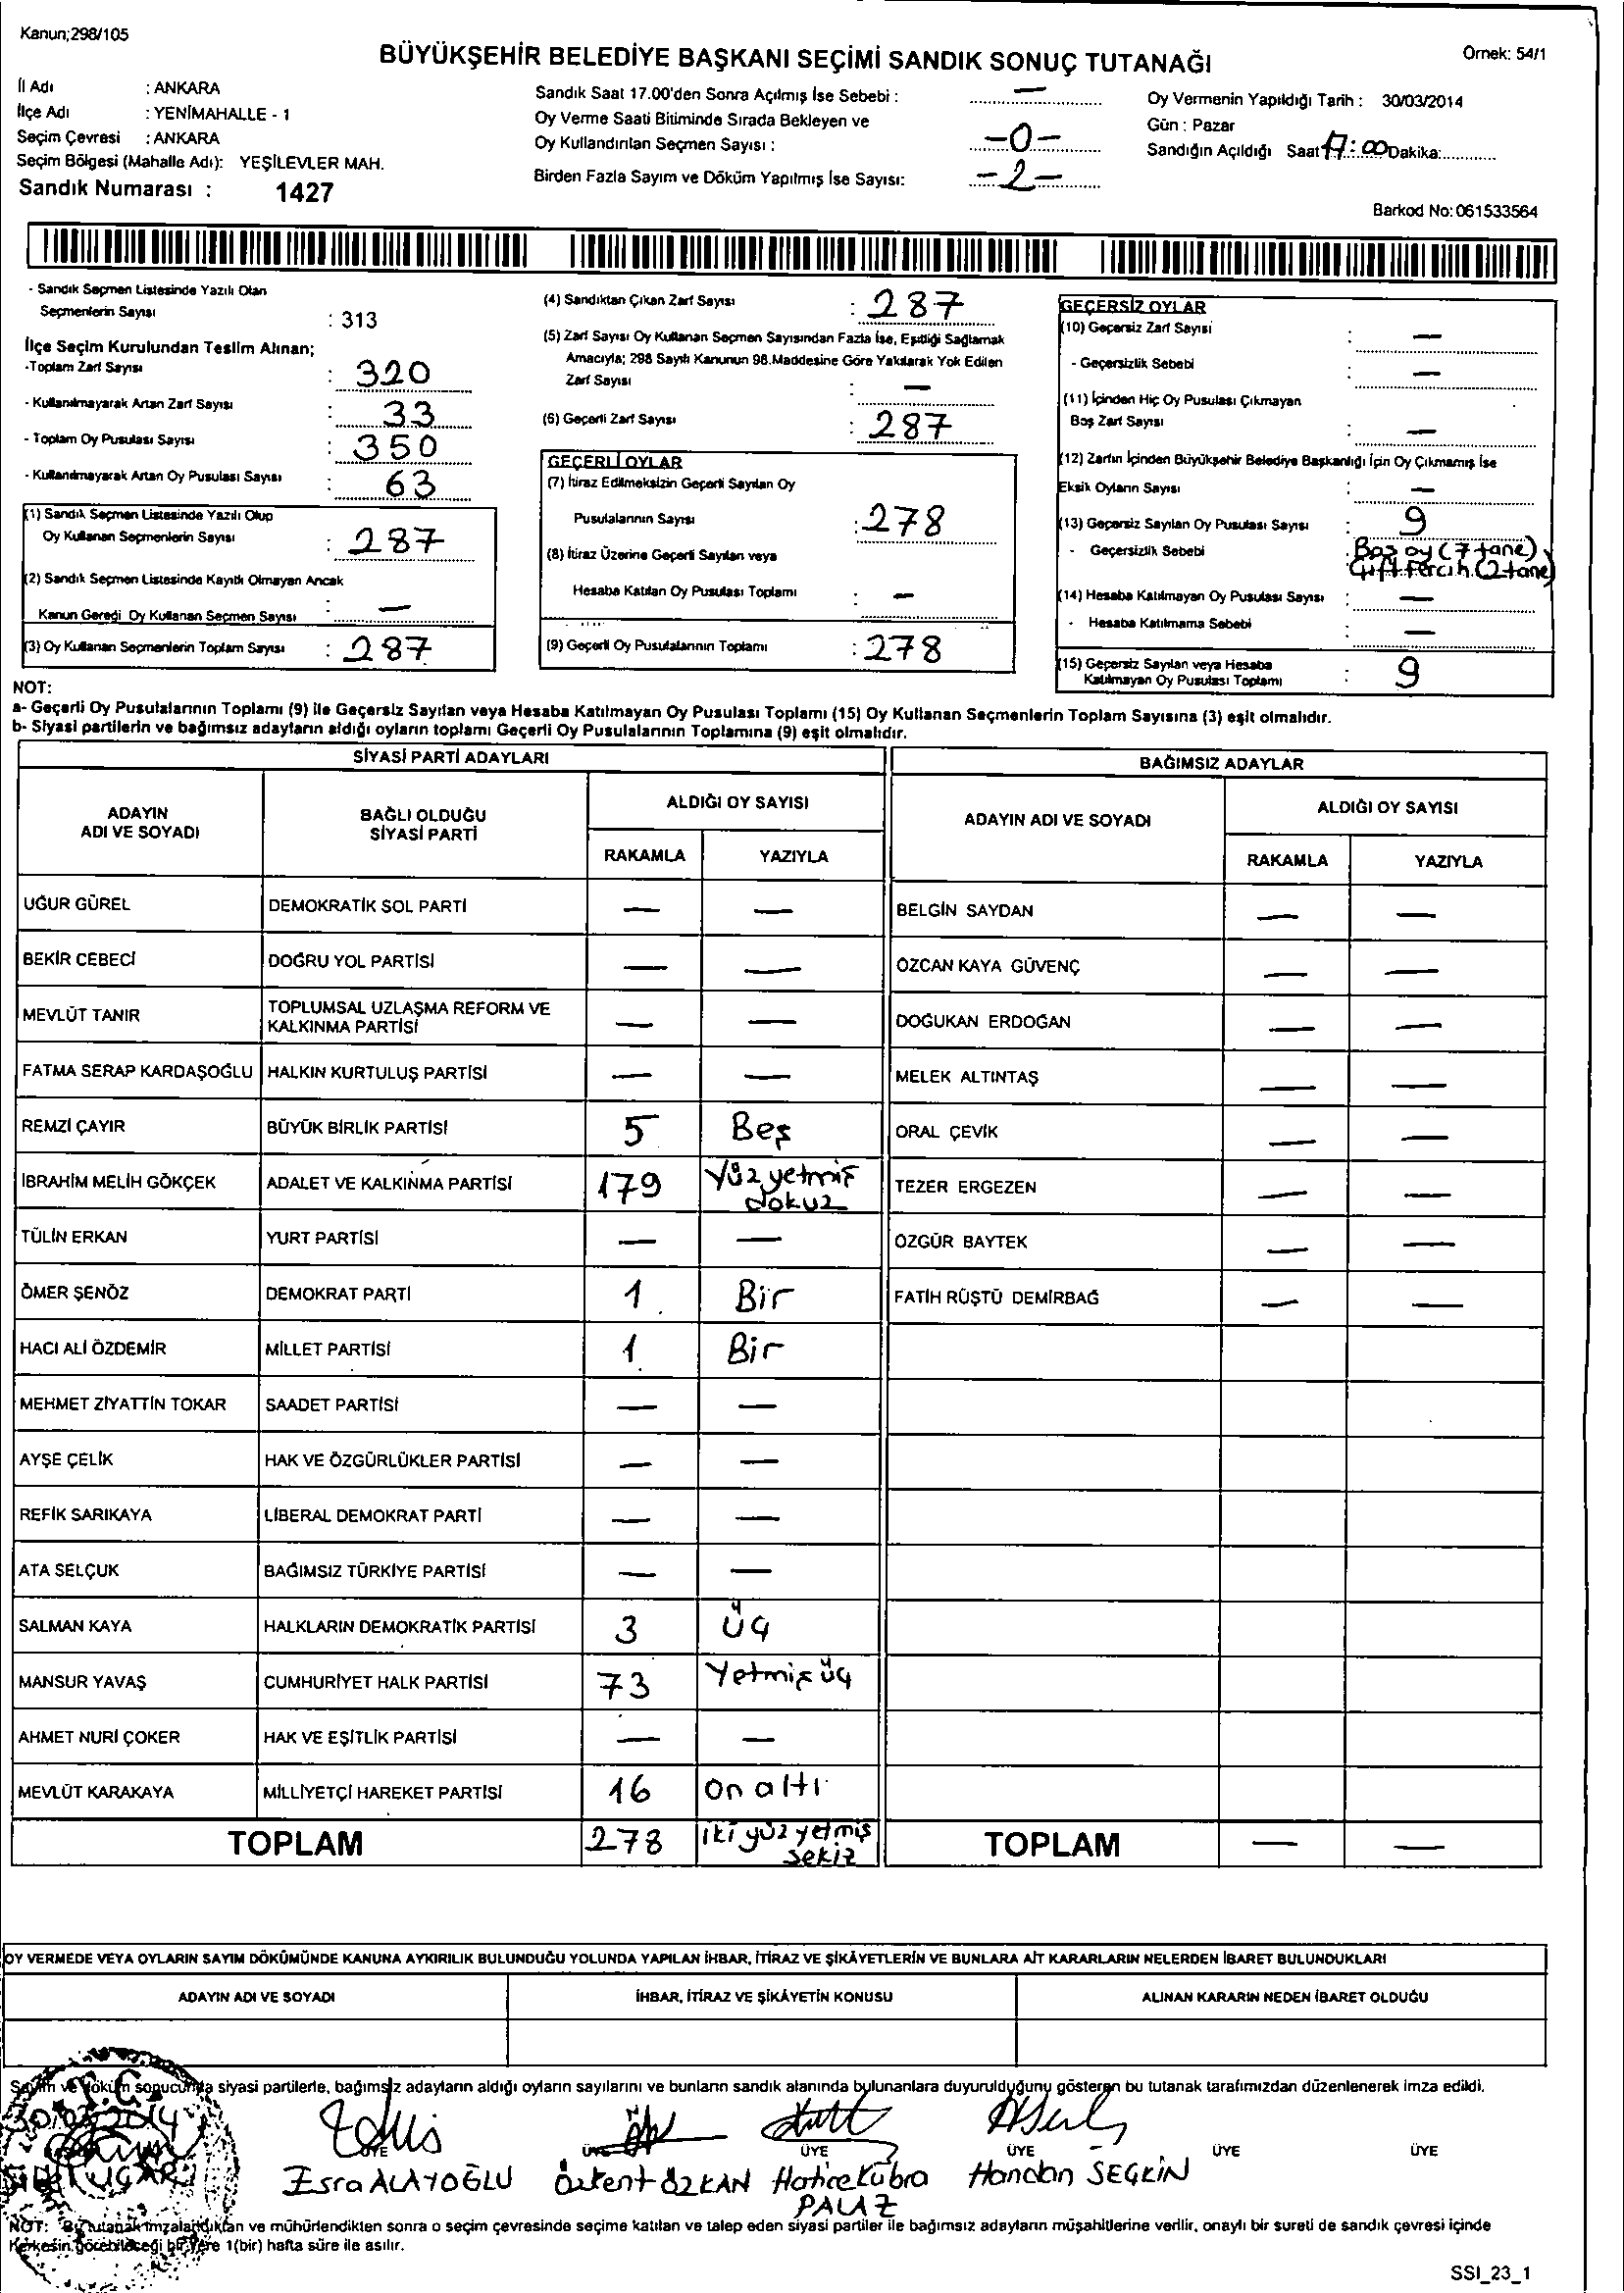 Kanun;298/105
BÜYÜKŞEHİR BELEDİYE BAŞKANI SEÇİMİ SANDIK SONUÇ TUTANAĞI
Örnek: 54/1
İl Adı : ANKARA
İlçe Adı : YENİMAHALLE - 1
Seçim Çevresi : ANKARA
Seçim Bölgesi (Mahalle Adı): YEŞİLEVLER MAH.
Sandık Numarası : 1427
Sandık Saat 17.00'den Sonra Açılmış İse Sebebi : —
Oy Verme Saati Bitiminde Sırada Bekleyen ve
Oy Kullandırılan Seçmen Sayısı : -0-
Birden Fazla Sayım ve Döküm Yapılmış İse Sayısı: -2-
Oy Vermenin Yapıldığı Tarih : 30/03/2014
Gün : Pazar
Sandığın Açıldığı Saat 17:00 Dakika:
Barkod No: 061533564
- Sandık Seçmen Listesinde Yazılı Olan
Seçmenlerin Sayısı : 313
İlçe Seçim Kurulundan Teslim Alınan;
-Toplam Zarf Sayısı : 320
- Kullanılmayarak Artan Zarf Sayısı : 33
- Toplam Oy Pusulası Sayısı : 350
- Kullanılmayarak Artan Oy Pusulası Sayısı : 63
(1) Sandık Seçmen Listesinde Yazılı Olup
Oy Kullanan Seçmenlerin Sayısı : 287
(2) Sandık Seçmen Listesinde Kayıtlı Olmayan Ancak
Kanun Gereği Oy Kullanan Seçmen Sayısı : —
(3) Oy Kullanan Seçmenlerin Toplam Sayısı : 287
(4) Sandıktan Çıkan Zarf Sayısı : 287
(5) Zarf Sayısı Oy Kullanan Seçmen Sayısından Fazla İse, Eşitliği Sağlamak
Amacıyla; 298 Sayılı Kanunun 98.Maddesine Göre Yakılarak Yok Edilen
Zarf Sayısı : —
(6) Geçerli Zarf Sayısı : 287
GEÇERLİ OYLAR
(7) İtiraz Edilmeksizin Geçerli Sayılan Oy
Pusulalarının Sayısı : 278
(8) İtiraz Üzerine Geçerli Sayılan veya
Hesaba Katılan Oy Pusulası Toplamı : —
(9) Geçerli Oy Pusulalarının Toplamı : 278
GEÇERSİZ OYLAR
(10) Geçersiz Zarf Sayısı : —
- Geçersizlik Sebebi : —
(11) İçinden Hiç Oy Pusulası Çıkmayan
Boş Zarf Sayısı : —
(12) Zarfın İçinden Büyükşehir Belediye Başkanlığı İçin Oy Çıkmamış İse
Eksik Oyların Sayısı : —
(13) Geçersiz Sayılan Oy Pusulası Sayısı : 9
- Geçersizlik Sebebi : Boş oy (7 tane)
Çift Tercih (2 tane)
(14) Hesaba Katılmayan Oy Pusulası Sayısı : —
- Hesaba Katılmama Sebebi : —
(15) Geçersiz Sayılan veya Hesaba
Katılmayan Oy Pusulası Toplamı : 9
NOT:
a- Geçerli Oy Pusulalarının Toplamı (9) ile Geçersiz Sayılan veya Hesaba Katılmayan Oy Pusulası Toplamı (15) Oy Kullanan Seçmenlerin Toplam Sayısına (3) eşit olmalıdır.
b- Siyasi partilerin ve bağımsız adayların aldığı oyların toplamı Geçerli Oy Pusulalarının Toplamına (9) eşit olmalıdır.
SİYASİ PARTİ ADAYLARI
ADAYIN ADI VE SOYADI BAĞLI OLDUĞU SİYASİ PARTİ ALDIĞI OY SAYISI
RAKAMLA YAZIYLA
UĞUR GÜREL DEMOKRATİK SOL PARTİ — —
BEKİR CEBECİ DOĞRU YOL PARTİSİ — —
MEVLÜT TANIR TOPLUMSAL UZLAŞMA REFORM VE KALKINMA PARTİSİ — —
FATMA SERAP KARDAŞOĞLU HALKIN KURTULUŞ PARTİSİ — —
REMZİ ÇAYIR BÜYÜK BİRLİK PARTİSİ 5 Beş
İBRAHİM MELİH GÖKÇEK ADALET VE KALKINMA PARTİSİ 179 Yüz yetmiş dokuz
TÜLİN ERKAN YURT PARTİSİ — —
ÖMER ŞENÖZ DEMOKRAT PARTİ 1 Bir
HACI ALİ ÖZDEMİR MİLLET PARTİSİ 1 Bir
MEHMET ZİYATTİN TOKAR SAADET PARTİSİ — —
AYŞE ÇELİK HAK VE ÖZGÜRLÜKLER PARTİSİ — —
REFİK SARIKAYA LİBERAL DEMOKRAT PARTİ — —
ATA SELÇUK BAĞIMSIZ TÜRKİYE PARTİSİ — —
SALMAN KAYA HALKLARIN DEMOKRATİK PARTİSİ 3 Üç
MANSUR YAVAŞ CUMHURİYET HALK PARTİSİ 73 Yetmiş üç
AHMET NURİ ÇOKER HAK VE EŞİTLİK PARTİSİ — —
MEVLÜT KARAKAYA MİLLİYETÇİ HAREKET PARTİSİ 16 on altı
TOPLAM 278 iki yüz yetmiş sekiz
BAĞIMSIZ ADAYLAR
ADAYIN ADI VE SOYADI ALDIĞI OY SAYISI
RAKAMLA YAZIYLA
BELGİN SAYDAN — —
ÖZCAN KAYA GÜVENÇ — —
DOĞUKAN ERDOĞAN — —
MELEK ALTINTAŞ — —
ORAL ÇEVİK — —
TEZER ERGEZEN — —
ÖZGÜR BAYTEK — —
FATİH RÜŞTÜ DEMİRBAĞ — —
TOPLAM — —
OY VERMEDE VEYA OYLARIN SAYIM DÖKÜMÜNDE KANUNA AYKIRILIK BULUNDUĞU YOLUNDA YAPILAN İHBAR, İTİRAZ VE ŞİKÂYETLERİN VE BUNLARA AİT KARARLARIN NELERDEN İBARET BULUNDUKLARI
ADAYIN ADI VE SOYADI İHBAR, İTİRAZ VE ŞİKÂYETİN KONUSU ALINAN KARARIN NEDEN İBARET OLDUĞU
Sayım ve döküm sonucunda siyasi partilerle, bağımsız adayların aldığı oyların sayılarını ve bunların sandık alanında bulunanlara duyurulduğunu gösteren bu tutanak tarafımızdan düzenlenerek imza edildi.
T.C.
30/03/2014
ÜYE ÜYE ÜYE ÜYE ÜYE ÜYE
Esra ALAYOĞLU Özkent ÖZKAN Hatice Kübra PALAZ Handan SEÇKİN
NOT: Bu tutanak imzalandıktan ve mühürlendikten sonra o seçim çevresinde seçime katılan ve talep eden siyasi partiler ile bağımsız adayların müşahitlerine verilir, onaylı bir sureti de sandık çevresi içinde
herkesin görebileceği bir yere 1(bir) hafta süre ile asılır.
SSI_23_1